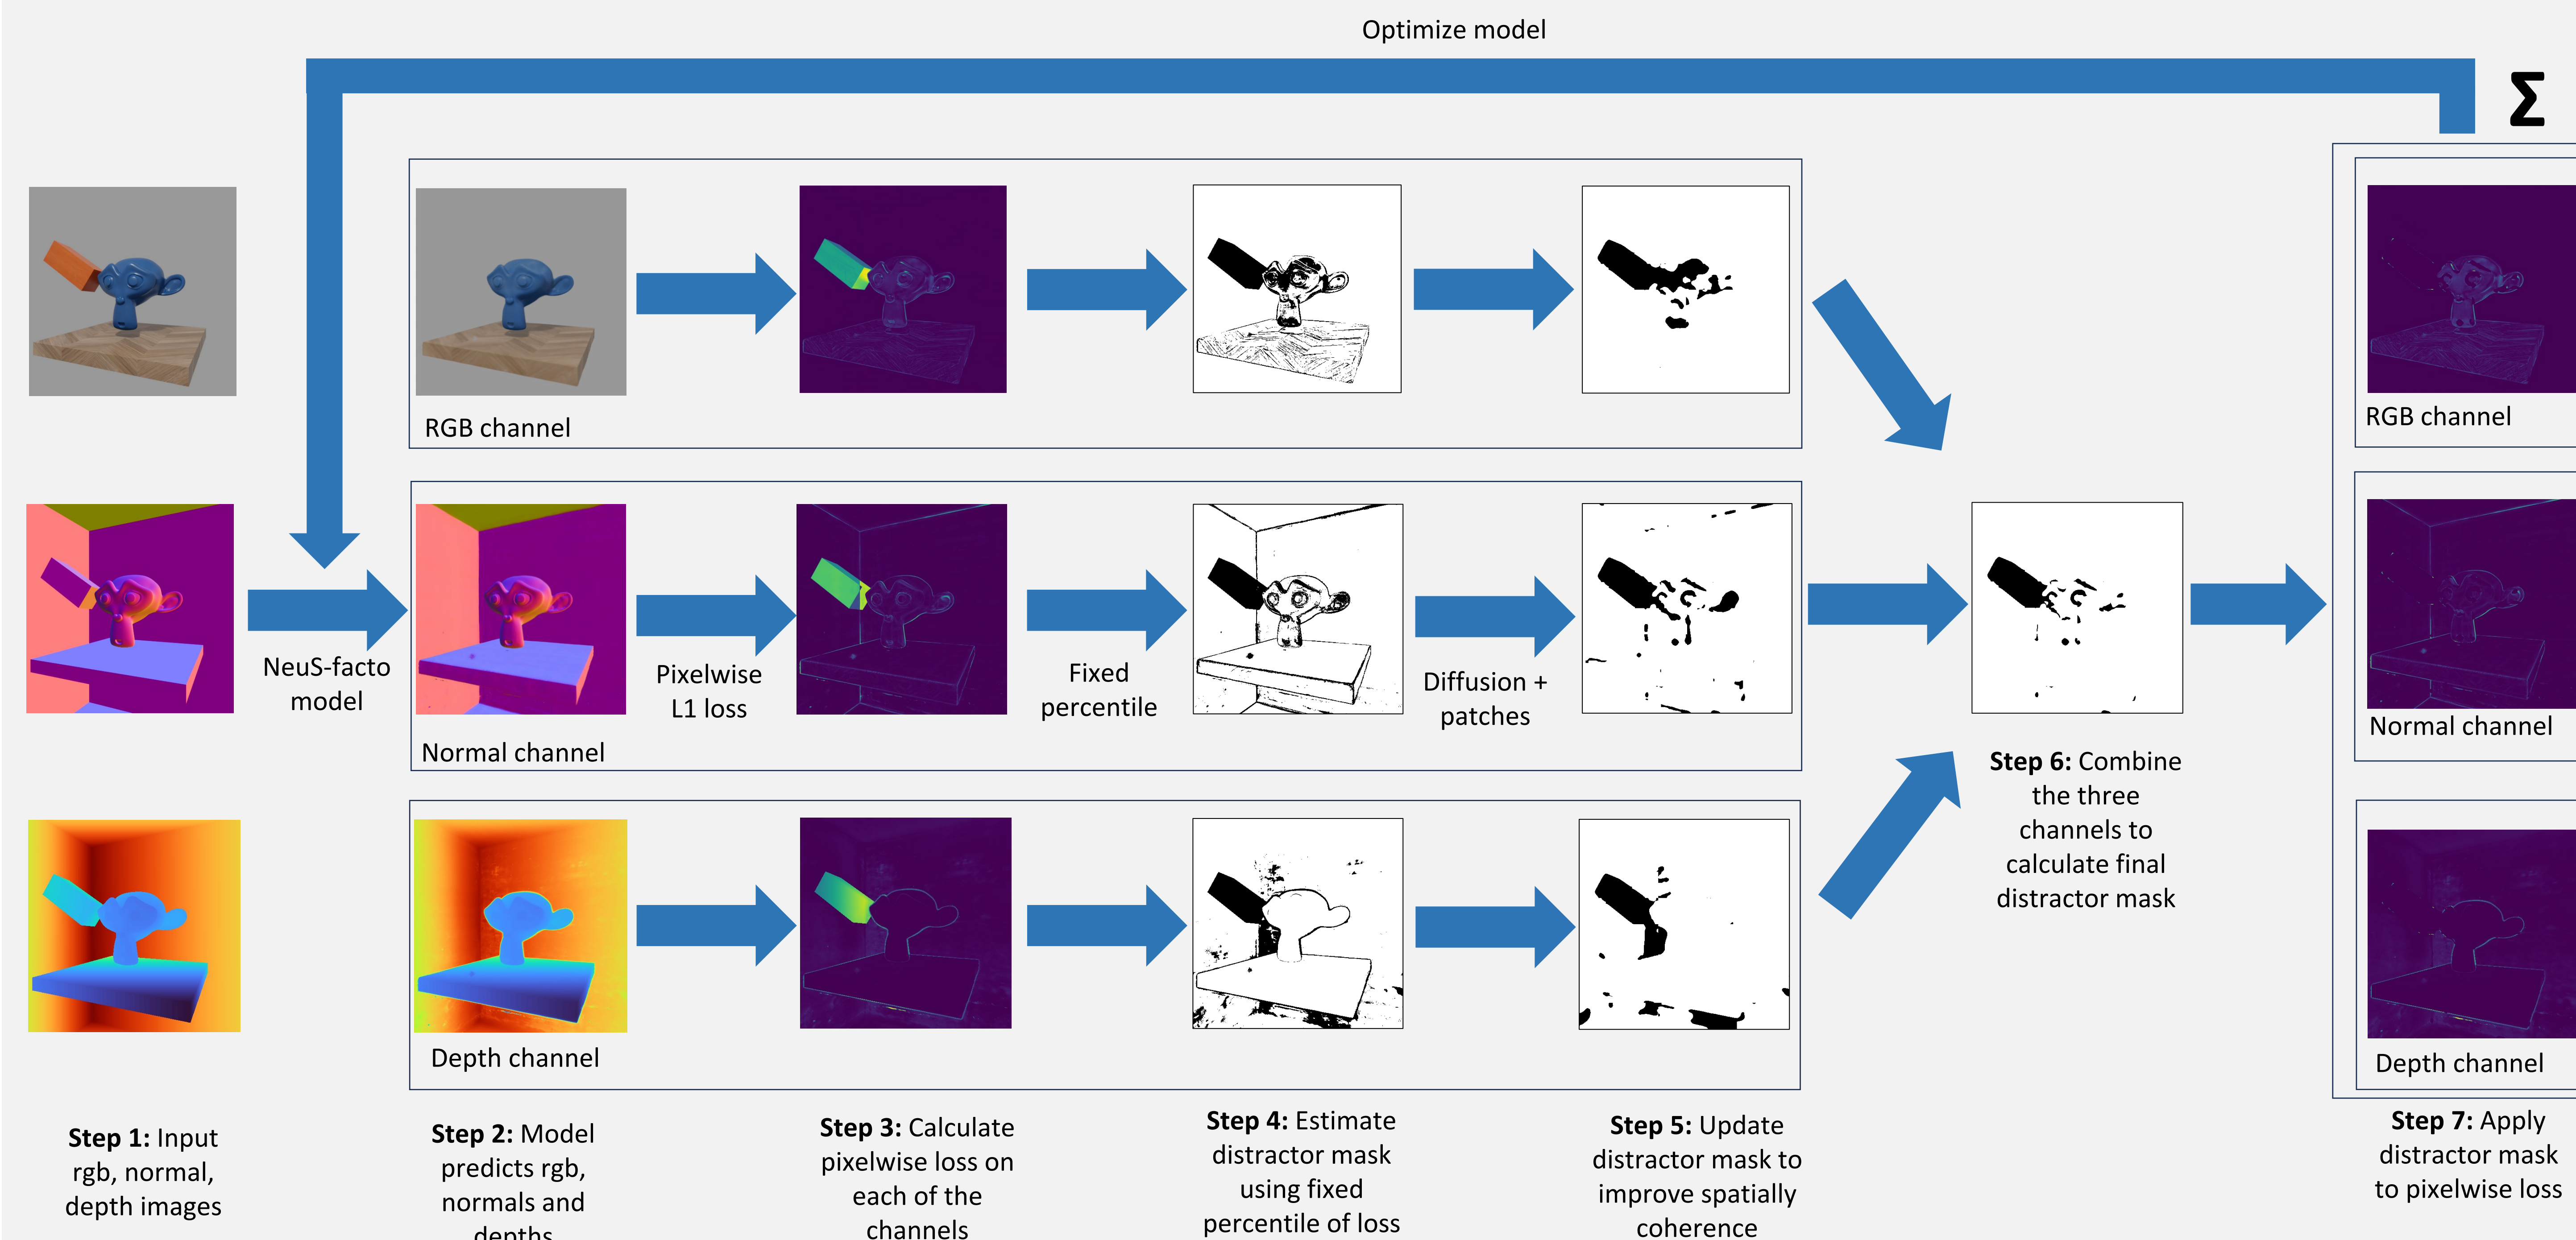 Optimize model
Σ
RGB channel
RGB channel
NeuS-facto
model
Pixelwise
L1 loss
Fixed
percentile
Diffusion +
patches
Normal channel
Normal channel
Step 6: Combine
the three
channels to
calculate final
distractor mask
Depth channel
Depth channel
Step 1: Input
rgb, normal,
depth images
Step 2: Model
predicts rgb,
normals and
depths
Step 3: Calculate
pixelwise loss on
each of the
channels
Step 4: Estimate
distractor mask
using fixed
percentile of loss
Step 5: Update
distractor mask to
improve spatially
coherence
Step 7: Apply
distractor mask
to pixelwise loss